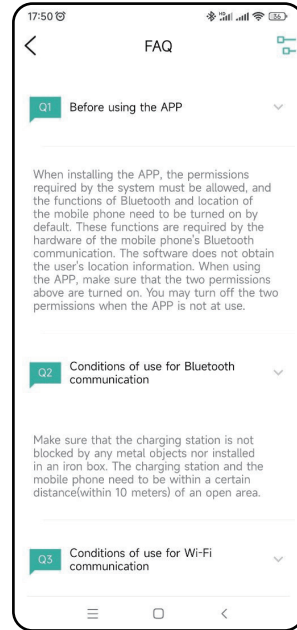 17:50
36
FAQ
Q1 Before using the APP
When installing the APP, the permissions
required by the system must be allowed, and
the functions of Bluetooth and location of
the mobile phone need to be turned on by
default. These functions are required by the
hardware of the mobile phone's Bluetooth
communication. The software does not obtain
the user's location information. When using
the APP, make sure that the two permissions
above are turned on. You may turn off the two
permissions when the APP is not at use.
Q2 Conditions of use for Bluetooth
communication
Make sure that the charging station is not
blocked by any metal objects nor installed
in an iron box. The charging station and the
mobile phone need to be within a certain
distance(within 10 meters) of an open area.
Q3 Conditions of use for Wi-Fi
communication